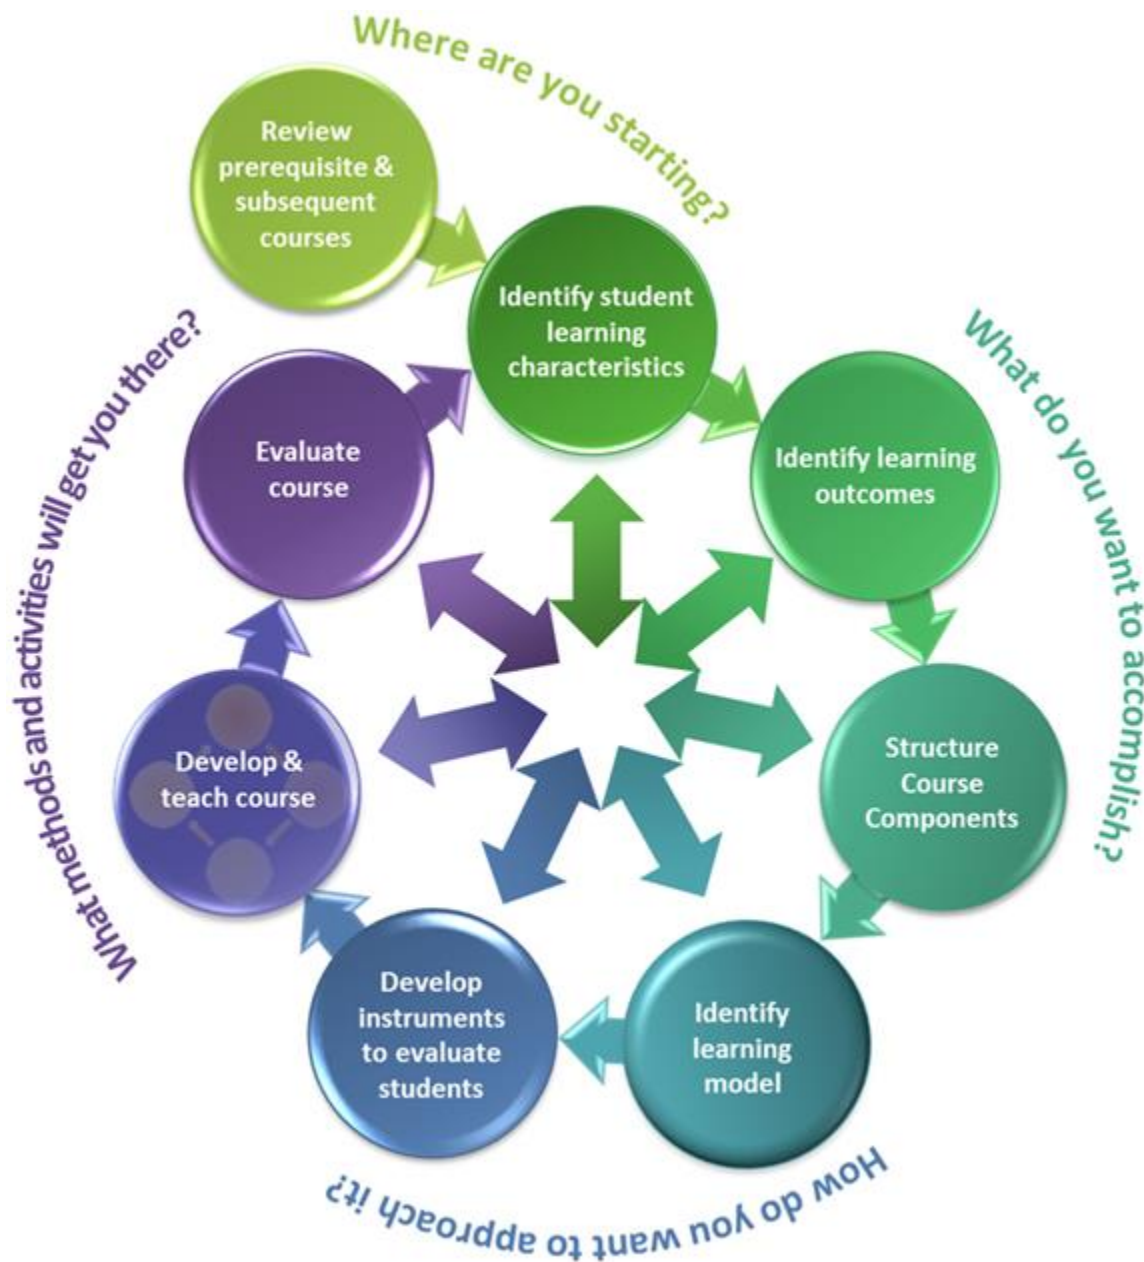 Where are you starting?
Review
prerequisite &
subsequent
courses
Identify student
learning
characteristics
What do you want to accomplish?
Identify learning
outcomes
Structure
Course
Components
How do you want to approach it?
Identify
learning
model
Develop
instruments
to evaluate
students
What methods and activities will get you there?
Develop &
teach course
Evaluate
course